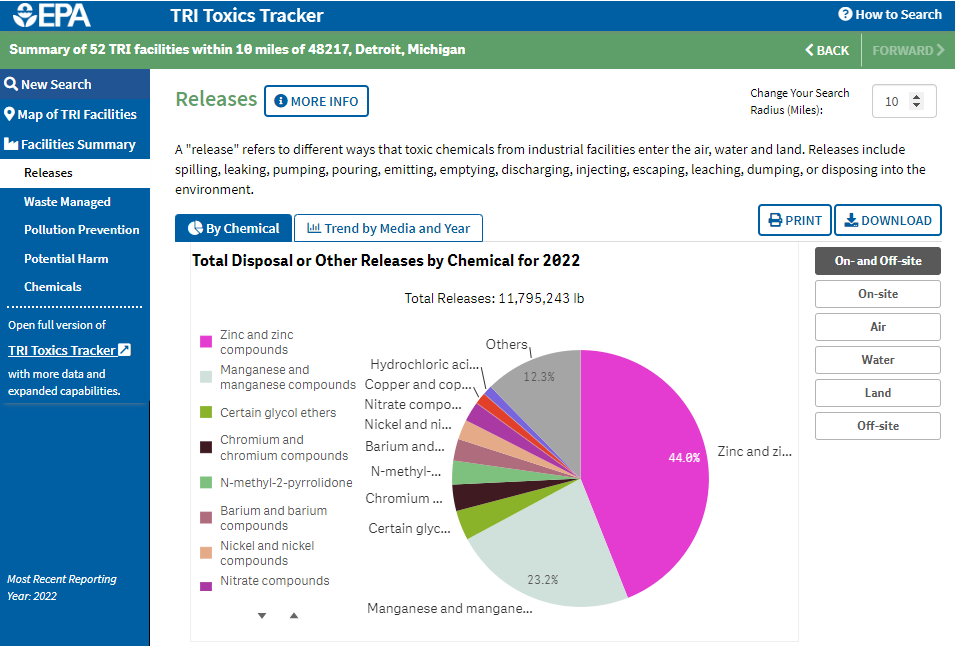 EPA
TRI Toxics Tracker
How to Search
Summary of 52 TRI facilities within 10 miles of 48217, Detroit, Michigan
BACK
FORWARD
New Search
Map of TRI Facilities
Facilities Summary
Releases
Waste Managed
Pollution Prevention
Potential Harm
Chemicals
Open full version of
TRI Toxics Tracker
with more data and
expanded capabilities.
Most Recent Reporting
Year: 2022
Releases
MORE INFO
Change Your Search
Radius (Miles):
10
A "release" refers to different ways that toxic chemicals from industrial facilities enter the air, water and land. Releases include
spilling, leaking, pumping, pouring, emitting, emptying, discharging, injecting, escaping, leaching, dumping, or disposing into the
environment.
By Chemical
Trend by Media and Year
PRINT
DOWNLOAD
Total Disposal or Other Releases by Chemical for 2022
Total Releases: 11,795,243 lb
Zinc and zinc
compounds
Manganese and
manganese compounds
Certain glycol ethers
Chromium and
chromium compounds
N-methyl-2-pyrrolidone
Barium and barium
compounds
Nickel and nickel
compounds
Nitrate compounds
Others
Hydrochloric aci...
Copper and cop...
Nitrate compo...
Nickel and ni...
Barium and...
N-methyl-...
Chromium ...
Certain glyc...
Manganese and mangane...
Zinc and zi...
12.3%
44.0%
23.2%
On- and Off-site
On-site
Air
Water
Land
Off-site